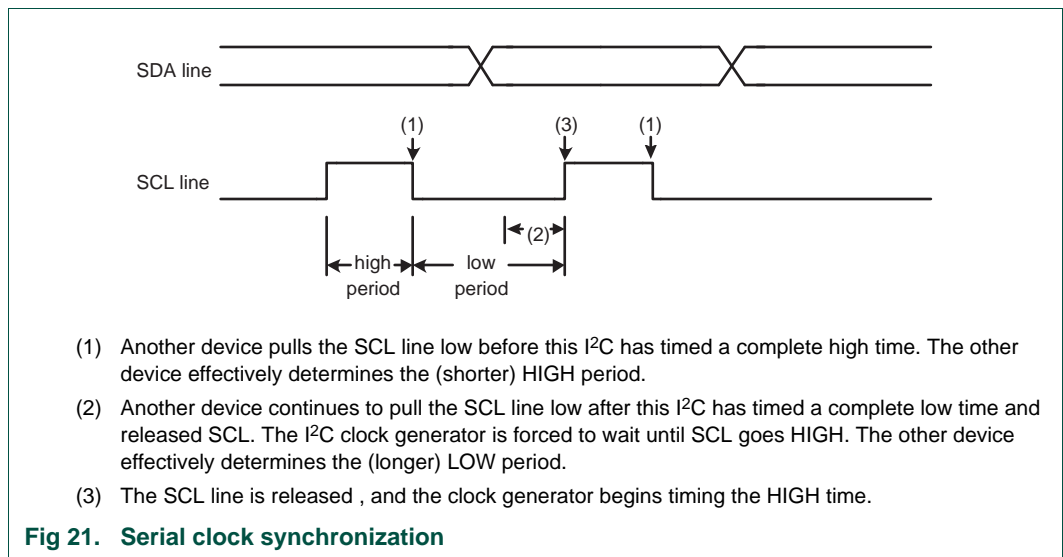 SDA line
(1) (3) (1)
SCL line
(2)
high low
period period
(1) Another device pulls the SCL line low before this I²C has timed a complete high time. The other
device effectively determines the (shorter) HIGH period.
(2) Another device continues to pull the SCL line low after this I²C has timed a complete low time and
released SCL. The I²C clock generator is forced to wait until SCL goes HIGH. The other device
effectively determines the (longer) LOW period.
(3) The SCL line is released , and the clock generator begins timing the HIGH time.
Fig 21. Serial clock synchronization